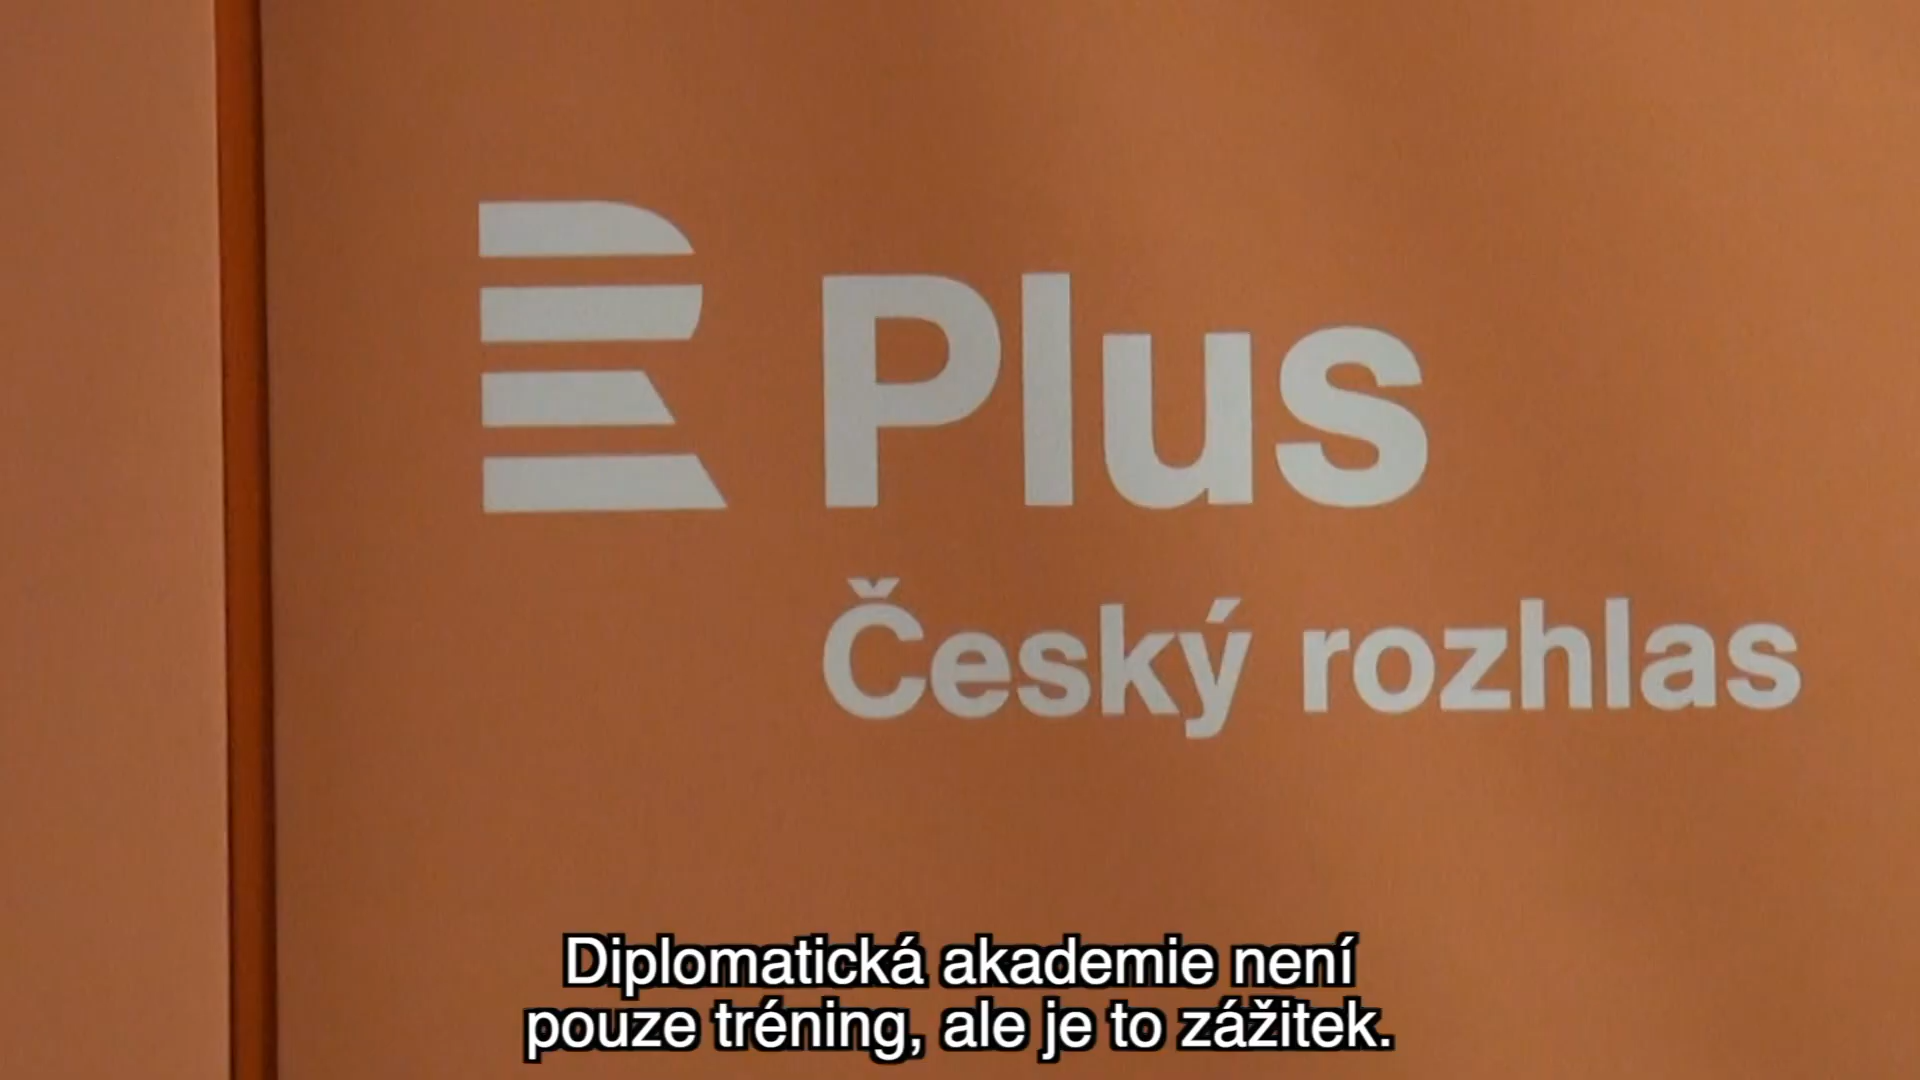 Plus
Český rozhlas
Diplomatická akademie není
pouze tréning, ale je to zážitek.